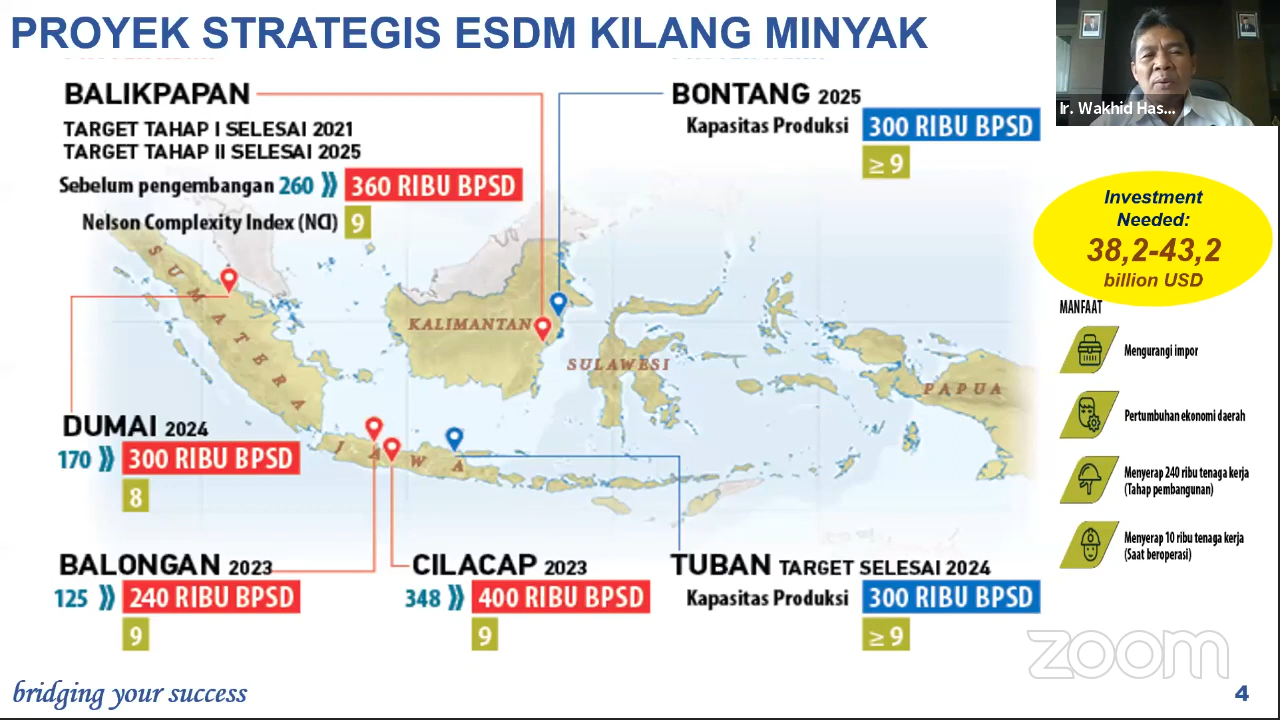 PROYEK STRATEGIS ESDM KILANG MINYAK
Ir. Wakhid Has...
BALIKPAPAN
TARGET TAHAP I SELESAI 2021
TARGET TAHAP II SELESAI 2025
Sebelum pengembangan 260 》 360 RIBU BPSD
Nelson Complexity Index (NCI) 9
BONTANG 2025
Kapasitas Produksi 300 RIBU BPSD
≥ 9
Investment
Needed:
38,2-43,2
billion USD
MANFAAT
Mengurangi impor
Pertumbuhan ekonomi daerah
Menyerap 240 ribu tenaga kerja
(Tahap pembangunan)
Menyerap 10 ribu tenaga kerja
(Saat beroperasi)
SUMATERA
KALIMANTAN
SULAWESI
PAPUA
JAWA
DUMAI 2024
170 》 300 RIBU BPSD
8
BALONGAN 2023
125 》 240 RIBU BPSD
9
CILACAP 2023
348 》 400 RIBU BPSD
9
TUBAN TARGET SELESAI 2024
Kapasitas Produksi 300 RIBU BPSD
≥ 9
zoom
bridging your success
4